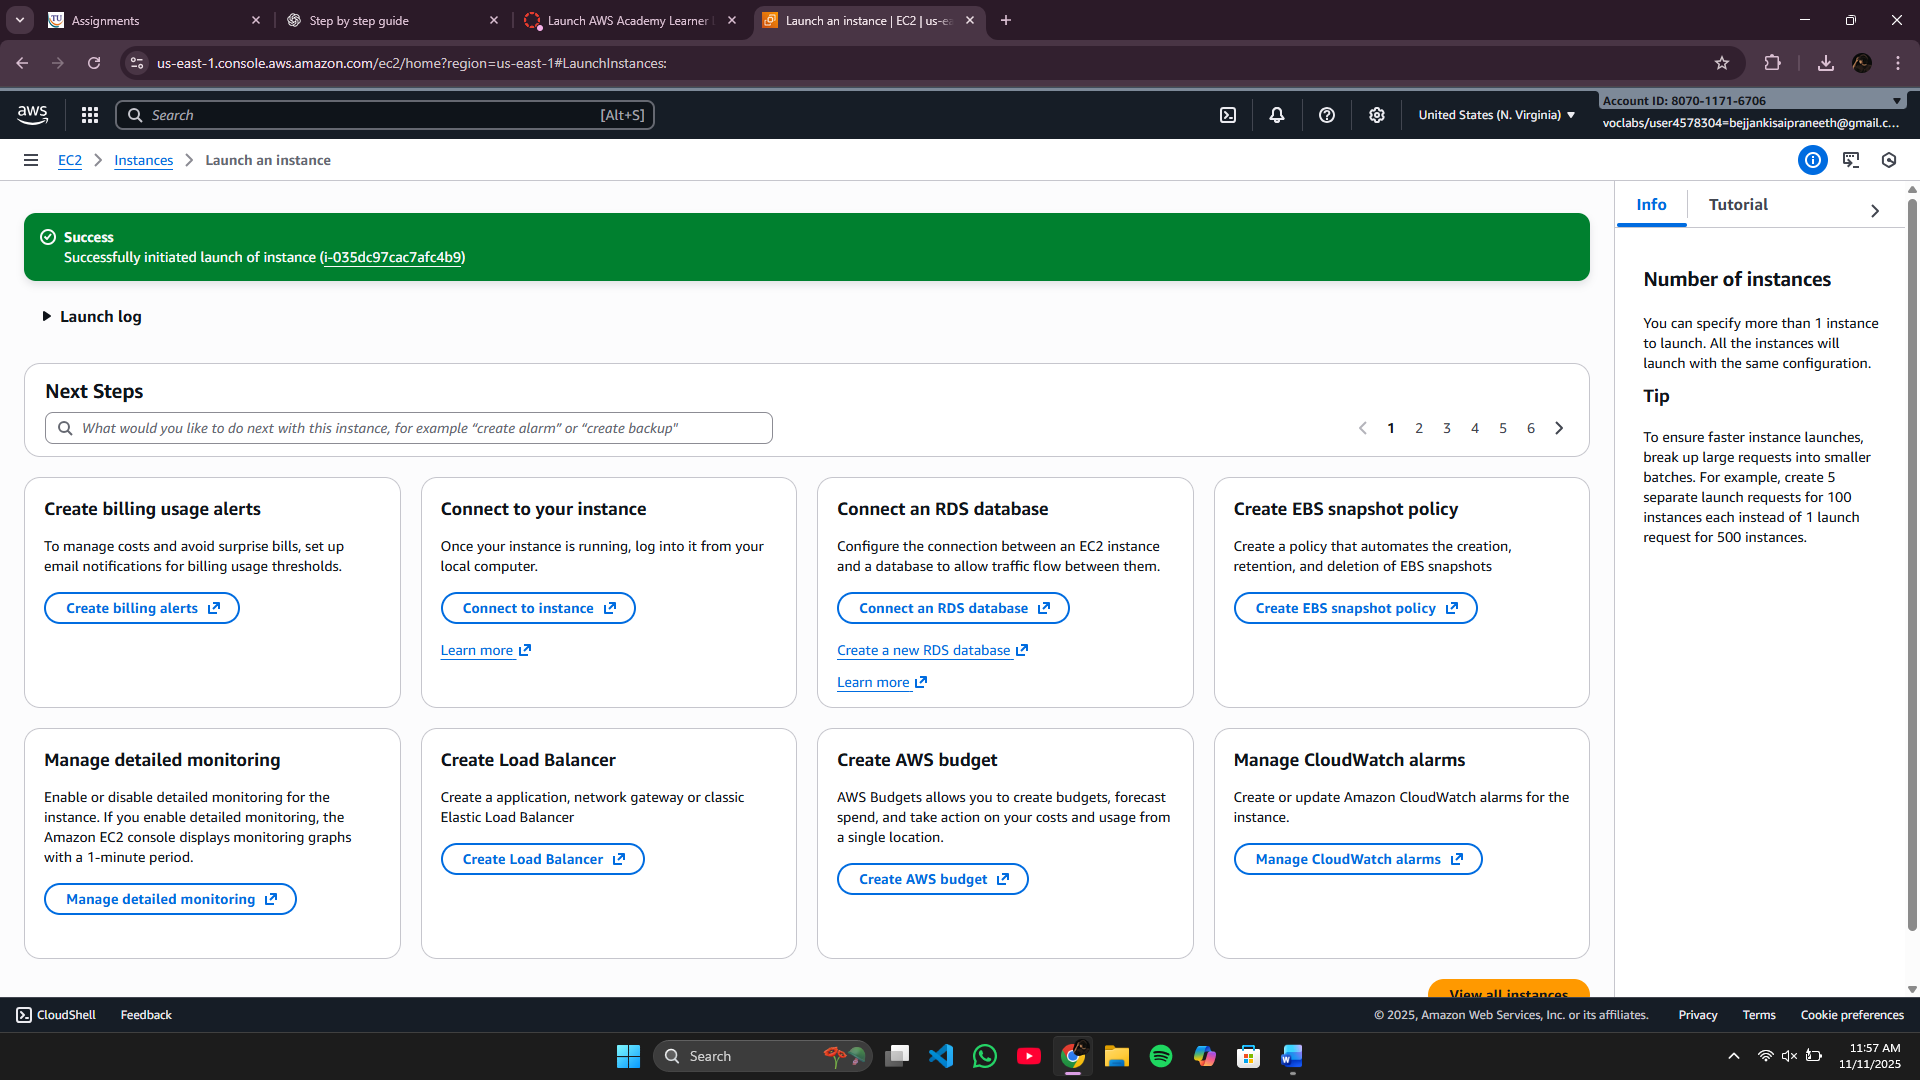 Assignments
Step by step guide
Launch AWS Academy Learner
Launch an instance | EC2 | us-ea
us-east-1.console.aws.amazon.com/ec2/home?region=us-east-1#LaunchInstances:
aws
Search
[Alt+S]
United States (N. Virginia)
Account ID: 8070-1171-6706
voclabs/user4578304=bejjankisaipraneeth@gmail.c...
EC2
Instances
Launch an instance
Success
Successfully initiated launch of instance (i-035dc97cac7afc4b9)
Launch log
Next Steps
What would you like to do next with this instance, for example “create alarm” or “create backup"
1 2 3 4 5 6
Create billing usage alerts
To manage costs and avoid surprise bills, set up
email notifications for billing usage thresholds.
Create billing alerts
Connect to your instance
Once your instance is running, log into it from your
local computer.
Connect to instance
Learn more
Connect an RDS database
Configure the connection between an EC2 instance
and a database to allow traffic flow between them.
Connect an RDS database
Create a new RDS database
Learn more
Create EBS snapshot policy
Create a policy that automates the creation,
retention, and deletion of EBS snapshots
Create EBS snapshot policy
Manage detailed monitoring
Enable or disable detailed monitoring for the
instance. If you enable detailed monitoring, the
Amazon EC2 console displays monitoring graphs
with a 1-minute period.
Manage detailed monitoring
Create Load Balancer
Create a application, network gateway or classic
Elastic Load Balancer
Create Load Balancer
Create AWS budget
AWS Budgets allows you to create budgets, forecast
spend, and take action on your costs and usage from
a single location.
Create AWS budget
Manage CloudWatch alarms
Create or update Amazon CloudWatch alarms for the
instance.
Manage CloudWatch alarms
View all instances
Info
Tutorial
Number of instances
You can specify more than 1 instance
to launch. All the instances will
launch with the same configuration.
Tip
To ensure faster instance launches,
break up large requests into smaller
batches. For example, create 5
separate launch requests for 100
instances each instead of 1 launch
request for 500 instances.
CloudShell
Feedback
© 2025, Amazon Web Services, Inc. or its affiliates.
Privacy
Terms
Cookie preferences
Search
11:57 AM
11/11/2025